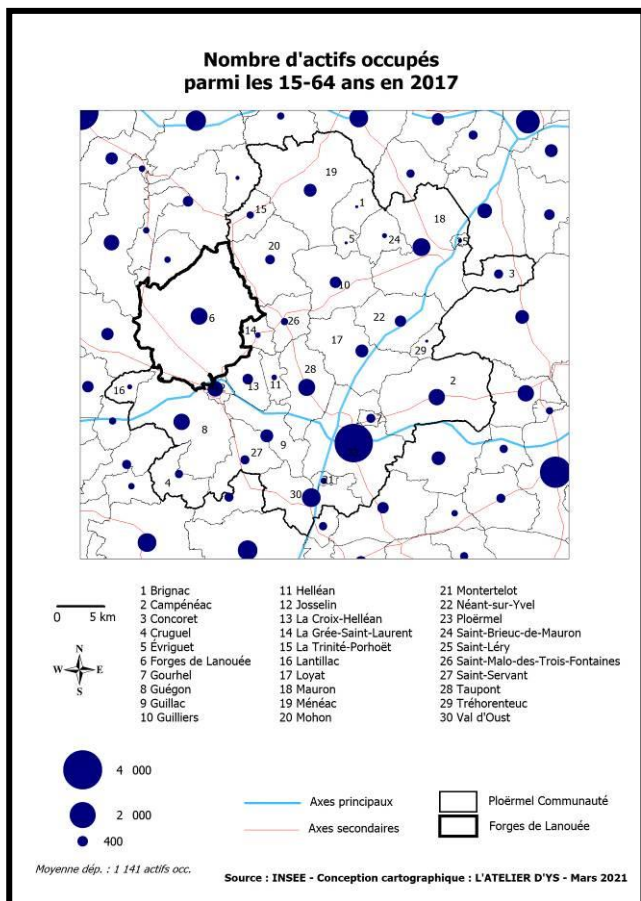 Nombre d'actifs occupés
parmi les 15-64 ans en 2017
19
1
15
18
5
24
25
20
3
10
6
26
22
14
17
29
13
11
28
16
2
8
9
27
4
21
30
0 5 km
N
W E
S
1 Brignac
2 Campénéac
3 Concoret
4 Cruguel
5 Évriguet
6 Forges de Lanouée
7 Gourhel
8 Guégon
9 Guillac
10 Guilliers
11 Helléan
12 Josselin
13 La Croix-Helléan
14 La Grée-Saint-Laurent
15 La Trinité-Porhoët
16 Lantillac
17 Loyat
18 Mauron
19 Ménéac
20 Mohon
21 Montertelot
22 Néant-sur-Yvel
23 Ploërmel
24 Saint-Brieuc-de-Mauron
25 Saint-Léry
26 Saint-Malo-des-Trois-Fontaines
27 Saint-Servant
28 Taupont
29 Tréhorenteuc
30 Val d'Oust
4 000
2 000
400
Axes principaux
Axes secondaires
Ploërmel Communauté
Forges de Lanouée
Moyenne dép. : 1 141 actifs occ.
Source : INSEE - Conception cartographique : L'ATELIER D'YS - Mars 2021